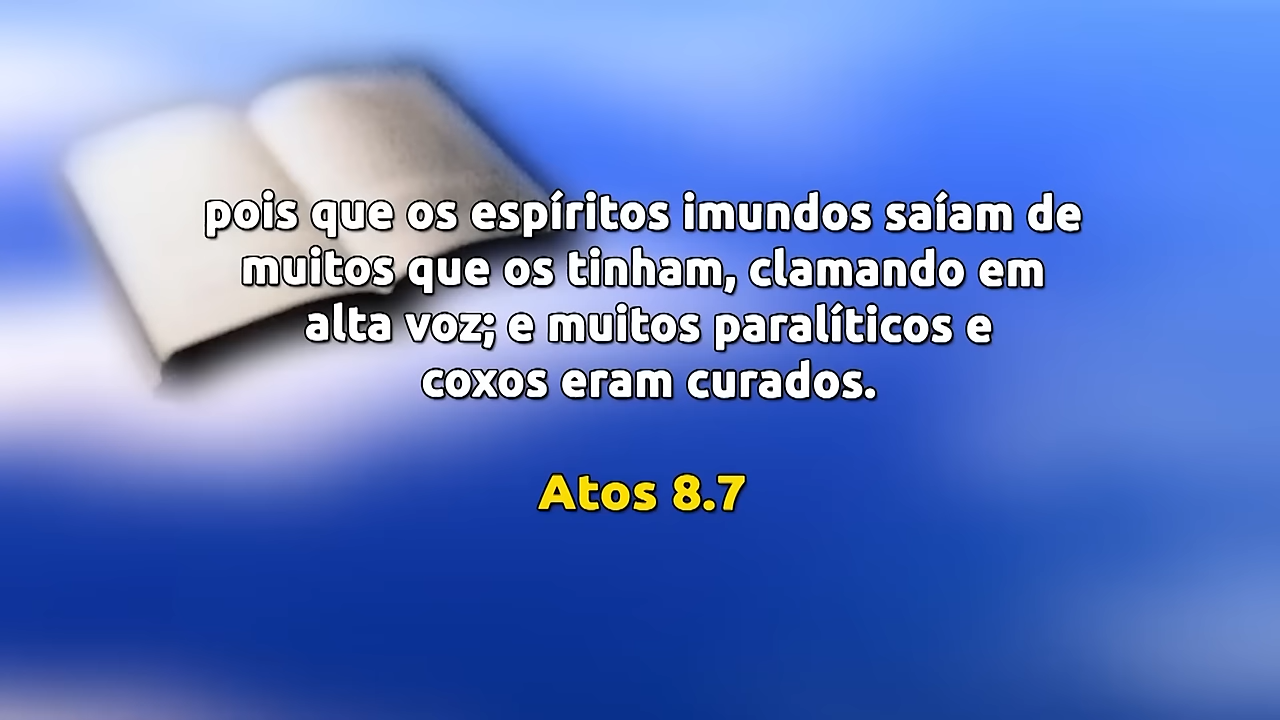 pois que os espíritos imundos saíam de
muitos que os tinham, clamando em
alta voz; e muitos paralíticos e
coxos eram curados.
Atos 8.7